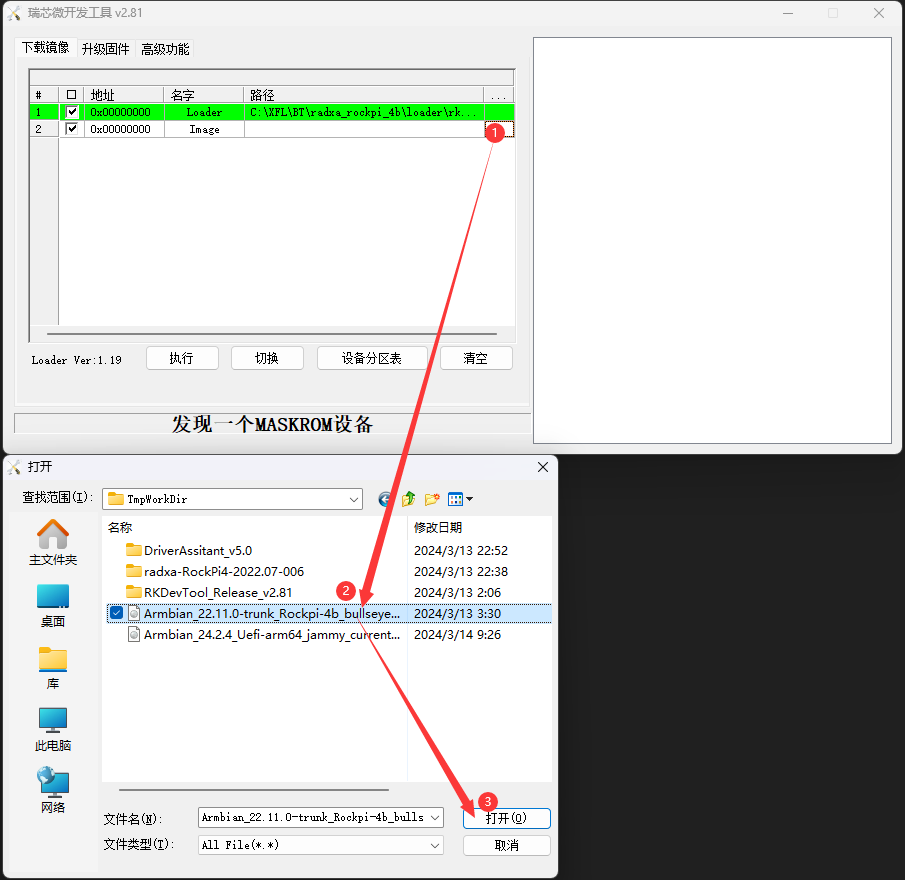 瑞芯微开发工具 v2.81
下载镜像 升级固件 高级功能
# 地址 名字 路径 ...
1 0x00000000 Loader C:\XFL\BT\radxa_rockpi_4b\loader\rk...
2 0x00000000 Image
1
Loader Ver:1.19 执行 切换 设备分区表 清空
发现一个MASKROM设备
打开
查找范围(I): TmpWorkDir
名称 修改日期
主文件夹
桌面
库
此电脑
网络
DriverAssitant_v5.0 2024/3/13 22:52
radxa-RockPi4-2022.07-006 2024/3/13 22:38
RKDevTool_Release_v2.81 2024/3/13 2:06
2
Armbian_22.11.0-trunk_Rockpi-4b_bullseye... 2024/3/13 3:30
Armbian_24.2.4_Uefi-arm64_jammy_current... 2024/3/14 9:26
3
文件名(N): Armbian_22.11.0-trunk_Rockpi-4b_bulls 打开(O)
文件类型(T): All File(*.*) 取消